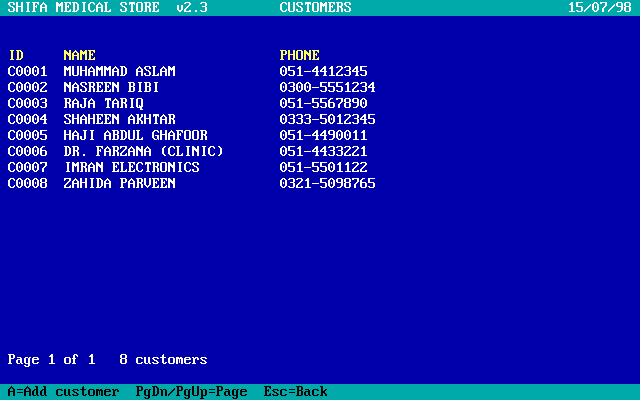 SHIFA MEDICAL STORE  v2.3         CUSTOMERS                           15/07/98
ID     NAME                       PHONE
C0001  MUHAMMAD ASLAM             051-4412345
C0002  NASREEN BIBI               0300-5551234
C0003  RAJA TARIQ                 051-5567890
C0004  SHAHEEN AKHTAR             0333-5012345
C0005  HAJI ABDUL GHAFOOR         051-4490011
C0006  DR. FARZANA (CLINIC)       051-4433221
C0007  IMRAN ELECTRONICS          051-5501122
C0008  ZAHIDA PARVEEN             0321-5098765
Page 1 of 1   8 customers
A=Add customer  PgDn/PgUp=Page  Esc=Back